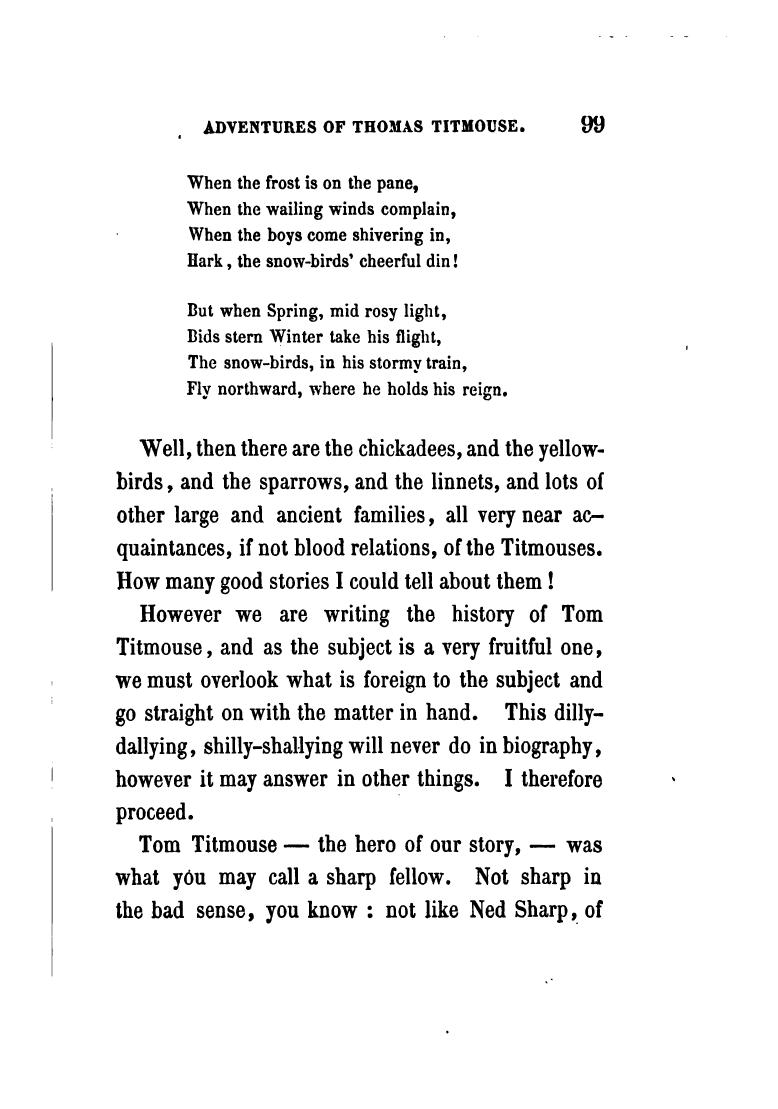 ADVENTURES OF THOMAS TITMOUSE. 99
When the frost is on the pane,
When the wailing winds complain,
When the boys come shivering in,
Hark, the snow-birds' cheerful din!
But when Spring, mid rosy light,
Bids stern Winter take his flight,
The snow-birds, in his stormy train,
Fly northward, where he holds his reign.
Well, then there are the chickadees, and the yellow-
birds, and the sparrows, and the linnets, and lots of
other large and ancient families, all very near ac-
quaintances, if not blood relations, of the Titmouses.
How many good stories I could tell about them!
However we are writing the history of Tom
Titmouse, and as the subject is a very fruitful one,
we must overlook what is foreign to the subject and
go straight on with the matter in hand. This dilly-
dallying, shilly-shallying will never do in biography,
however it may answer in other things. I therefore
proceed.
Tom Titmouse — the hero of our story, — was
what you may call a sharp fellow. Not sharp in
the bad sense, you know : not like Ned Sharp, of